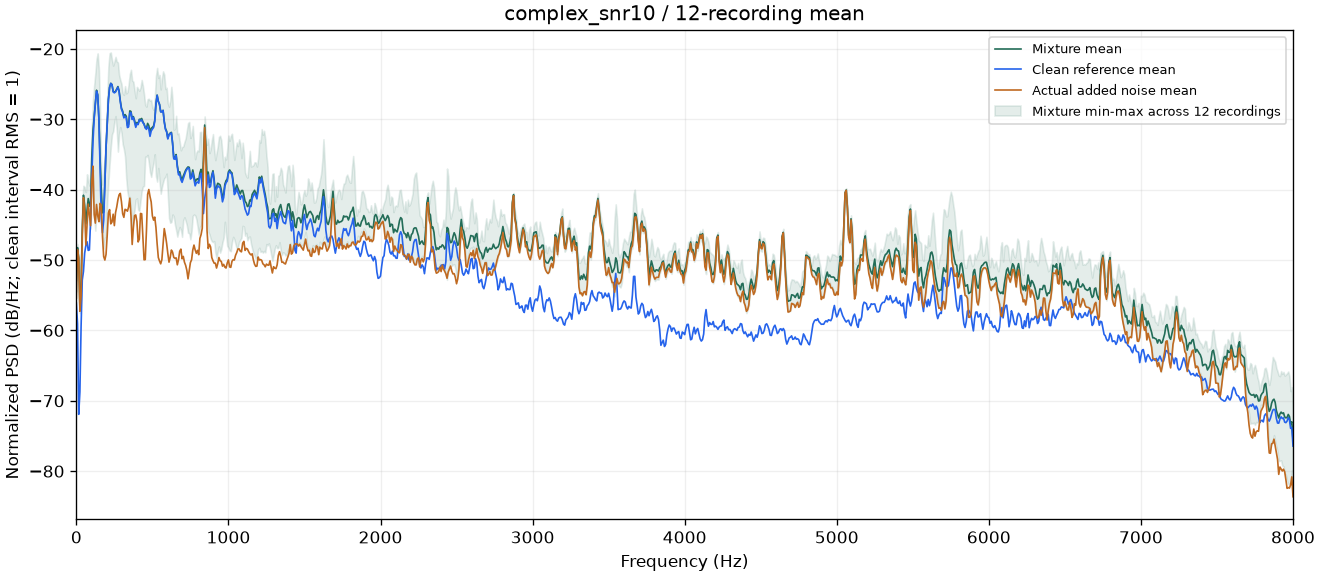 complex_snr10 / 12-recording mean
Normalized PSD (dB/Hz; clean interval RMS = 1)
−20
−30
−40
−50
−60
−70
−80
Mixture mean
Clean reference mean
Actual added noise mean
Mixture min-max across 12 recordings
0 1000 2000 3000 4000 5000 6000 7000 8000
Frequency (Hz)